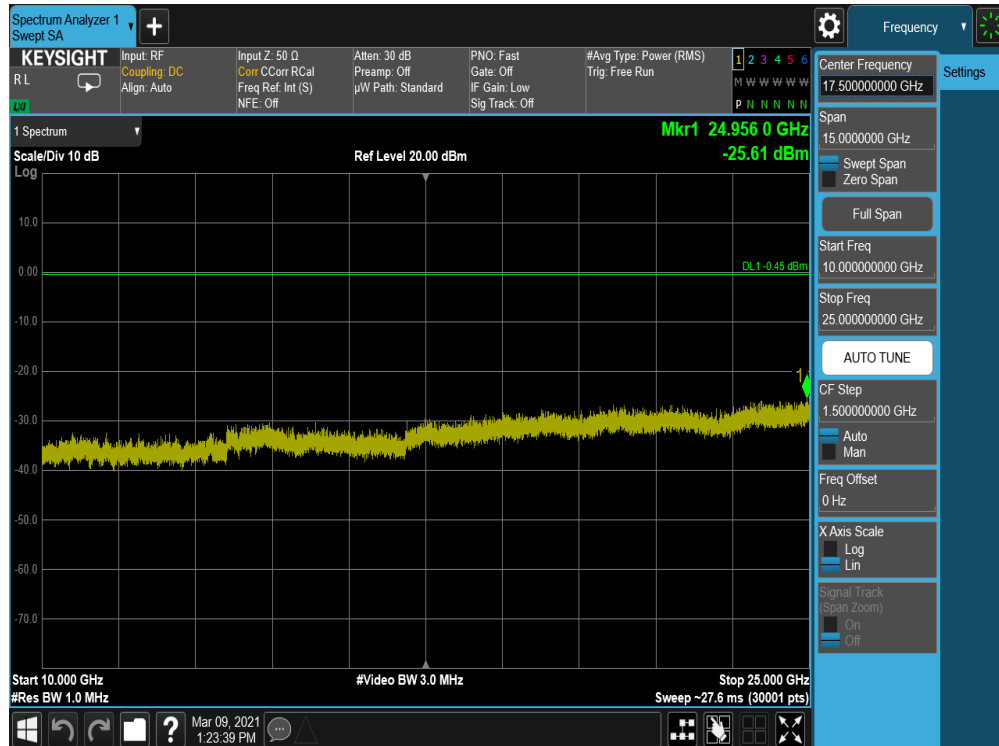 Spectrum Analyzer 1
Swept SA
+
Frequency
KEYSIGHT
R L
LXI
Input: RF
Coupling: DC
Align: Auto
Input Z: 50 Ω
Corr CCorr RCal
Freq Ref: Int (S)
NFE: Off
Atten: 30 dB
Preamp: Off
µW Path: Standard
PNO: Fast
Gate: Off
IF Gain: Low
Sig Track: Off
#Avg Type: Power (RMS)
Trig: Free Run
1 2 3 4 5 6
M W W W W W
P N N N N N
1 Spectrum
Scale/Div 10 dB
Ref Level 20.00 dBm
Mkr1 24.956 0 GHz
-25.61 dBm
Log
10.0
0.00
-10.0
-20.0
-30.0
-40.0
-50.0
-60.0
-70.0
DL1 -0.45 dBm
1
Start 10.000 GHz
#Res BW 1.0 MHz
#Video BW 3.0 MHz
Stop 25.000 GHz
Sweep ~27.6 ms (30001 pts)
Center Frequency
17.500000000 GHz
Settings
Span
15.0000000 GHz
Swept Span
Zero Span
Full Span
Start Freq
10.000000000 GHz
Stop Freq
25.000000000 GHz
AUTO TUNE
CF Step
1.500000000 GHz
Auto
Man
Freq Offset
0 Hz
X Axis Scale
Log
Lin
Signal Track
(Span Zoom)
On
Off
?
Mar 09, 2021
1:23:39 PM